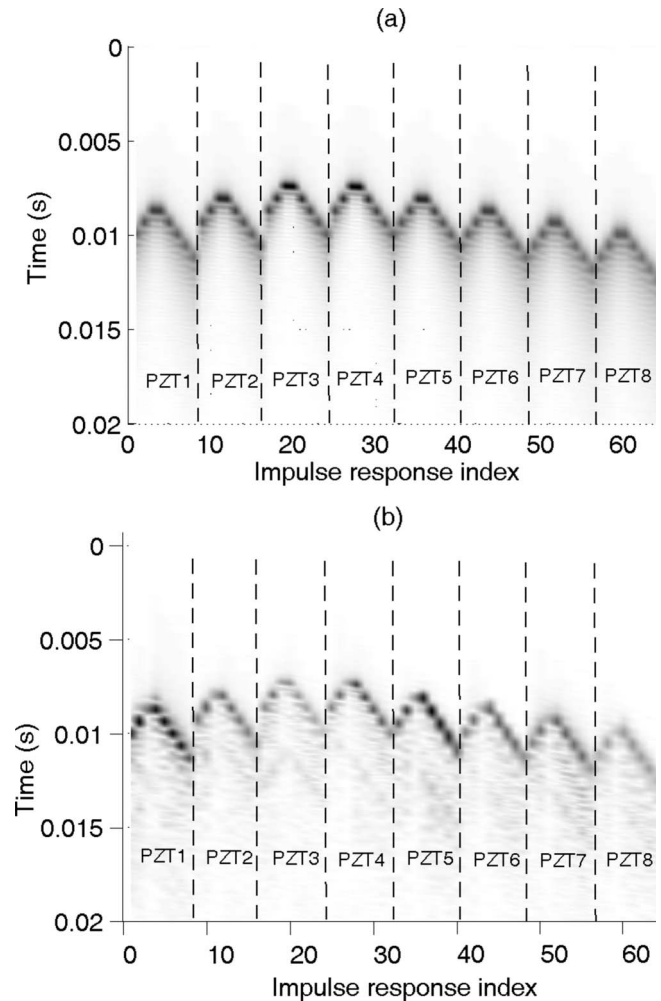 (a)
0
0.005
0.01
0.015
0.02
Time (s)
PZT1 PZT2 PZT3 PZT4 PZT5 PZT6 PZT7 PZT8
0 10 20 30 40 50 60
Impulse response index
(b)
0
0.005
0.01
0.015
0.02
Time (s)
PZT1 PZT2 PZT3 PZT4 PZT5 PZT6 PZT7 PZT8
0 10 20 30 40 50 60
Impulse response index